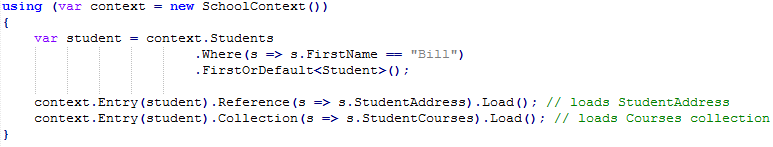 using (var context = new SchoolContext())
{
    var student = context.Students
                        .Where(s => s.FirstName == "Bill")
                        .FirstOrDefault<Student>();

    context.Entry(student).Reference(s => s.StudentAddress).Load(); // loads StudentAddress
    context.Entry(student).Collection(s => s.StudentCourses).Load(); // loads Courses collection
}